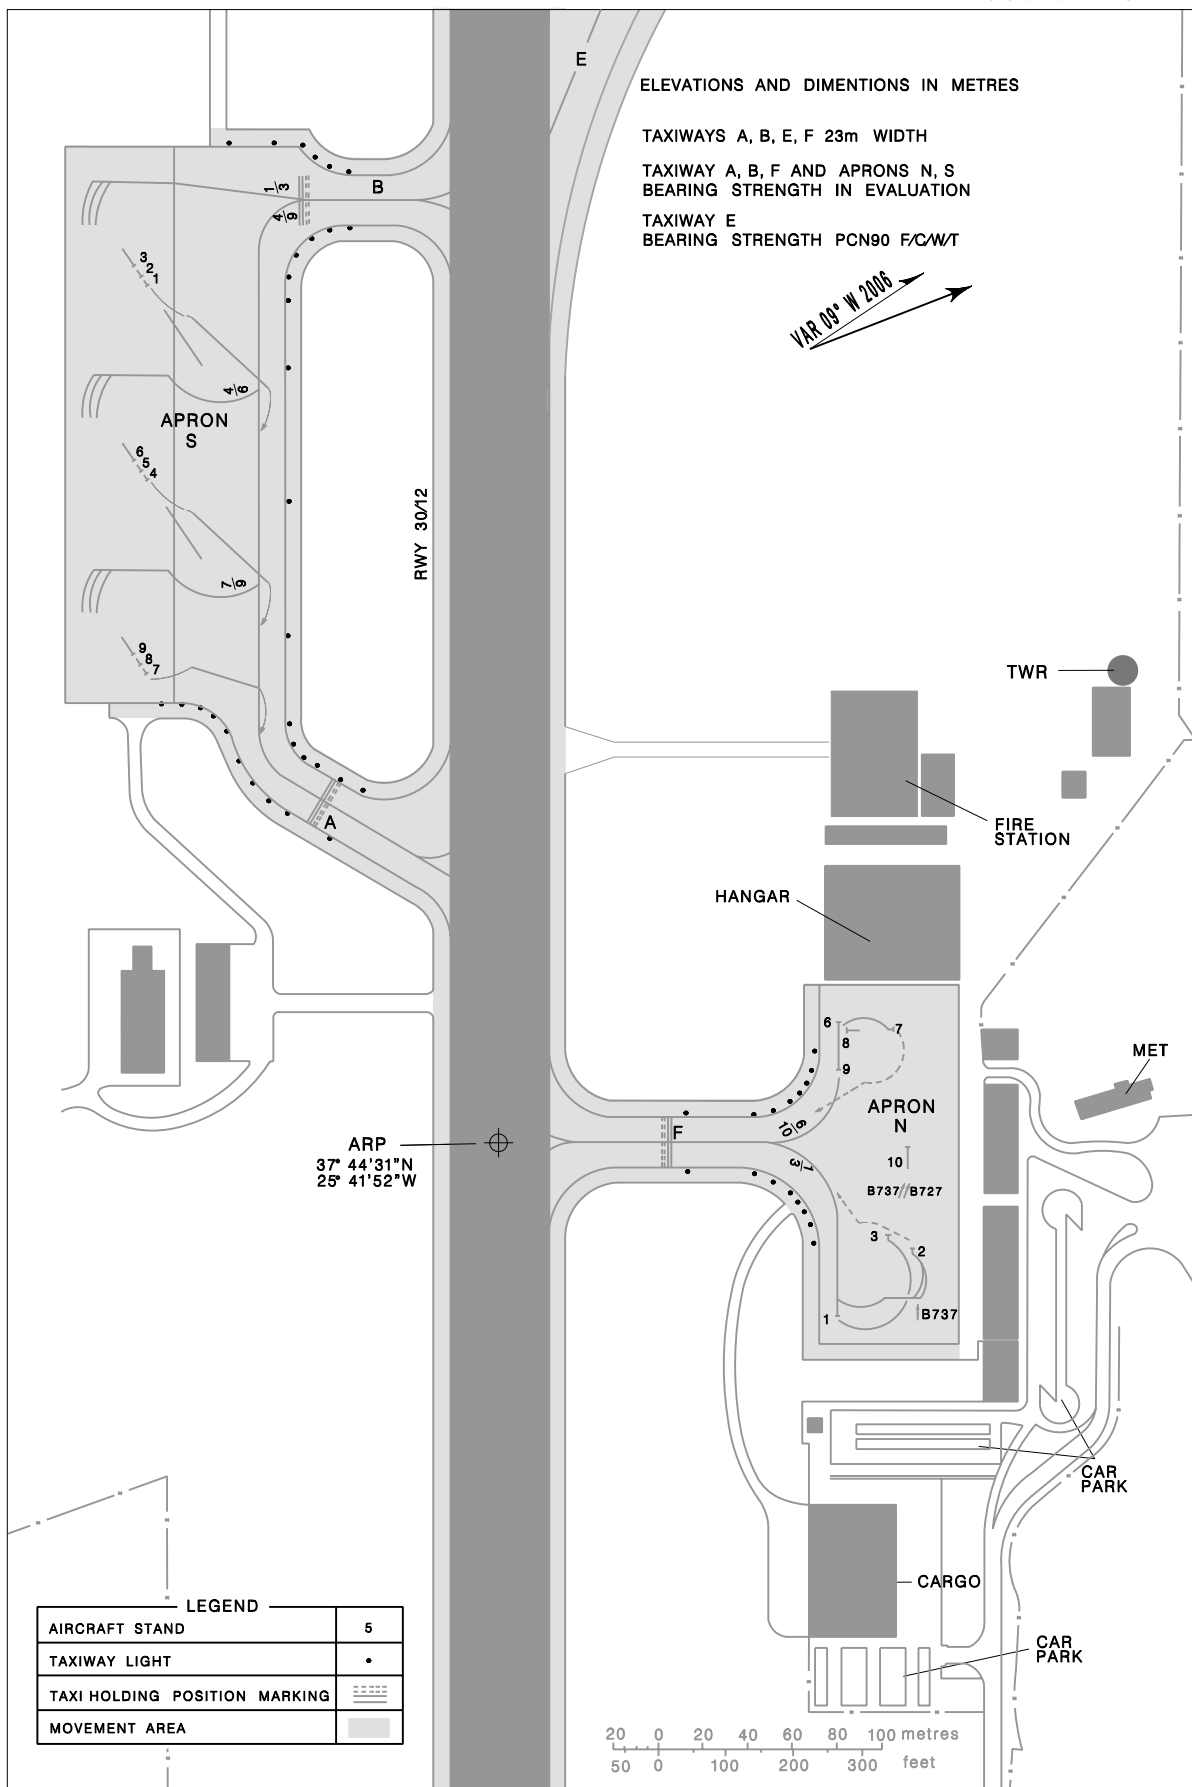 E
ELEVATIONS AND DIMENTIONS IN METRES
TAXIWAYS A, B, E, F 23m WIDTH
TAXIWAY A, B, F AND APRONS N, S
BEARING STRENGTH IN EVALUATION
TAXIWAY E
BEARING STRENGTH PCN90 F/C/W/T
VAR 09° W 2006
1/3
B
4/9
3
2
1
4/6
APRON
S
6
5
4
RWY 30/12
7/9
9
8
7
A
TWR
FIRE
STATION
HANGAR
6
7
8
9
MET
APRON
N
6/10
F
ARP
37° 44'31"N
25° 41'52"W
1/3
10
B737 B727
3
2
1
B737
CAR
PARK
CARGO
CAR
PARK
LEGEND
AIRCRAFT STAND 5
TAXIWAY LIGHT
TAXI HOLDING POSITION MARKING
MOVEMENT AREA
20 0 20 40 60 80 100 metres
50 0 100 200 300 feet